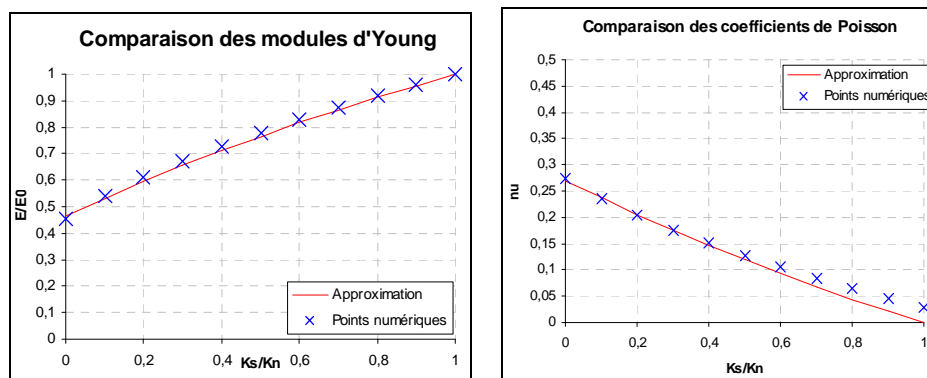 Comparaison des modules d'Young
1
0,9
0,8
0,7
0,6
0,5
0,4
0,3
0,2
0,1
0
E/E0
0 0,2 0,4 0,6 0,8 1
Ks/Kn
Approximation
Points numériques
Comparaison des coefficients de Poisson
0,5
0,45
0,4
0,35
0,3
0,25
0,2
0,15
0,1
0,05
0
nu
0 0,2 0,4 0,6 0,8 1
Ks/Kn
Approximation
Points numériques